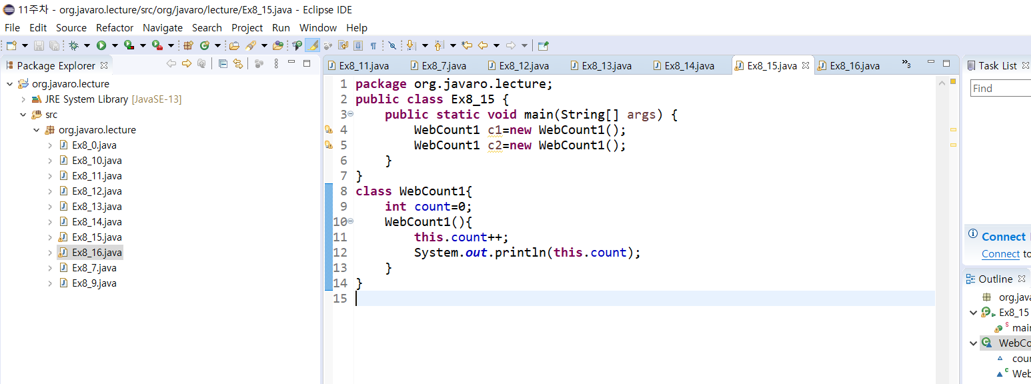 11주차 - org.javaro.lecture/src/org/javaro/lecture/Ex8_15.java - Eclipse IDE
File Edit Source Refactor Navigate Search Project Run Window Help
Package Explorer
org.javaro.lecture
JRE System Library [JavaSE-13]
src
org.javaro.lecture
Ex8_0.java
Ex8_10.java
Ex8_11.java
Ex8_12.java
Ex8_13.java
Ex8_14.java
Ex8_15.java
Ex8_16.java
Ex8_7.java
Ex8_9.java
Ex8_11.java Ex8_7.java Ex8_12.java Ex8_13.java Ex8_14.java Ex8_15.java Ex8_16.java »3
1 package org.javaro.lecture;
2 public class Ex8_15 {
3 public static void main(String[] args) {
4 WebCount1 c1=new WebCount1();
5 WebCount1 c2=new WebCount1();
6 }
7 }
8 class WebCount1{
9 int count=0;
10 WebCount1(){
11 this.count++;
12 System.out.println(this.count);
13 }
14 }
15
Task List
Find
Connect
Connect to
Outline
org.java
Ex8_15
S main
WebCo
coun
C Web